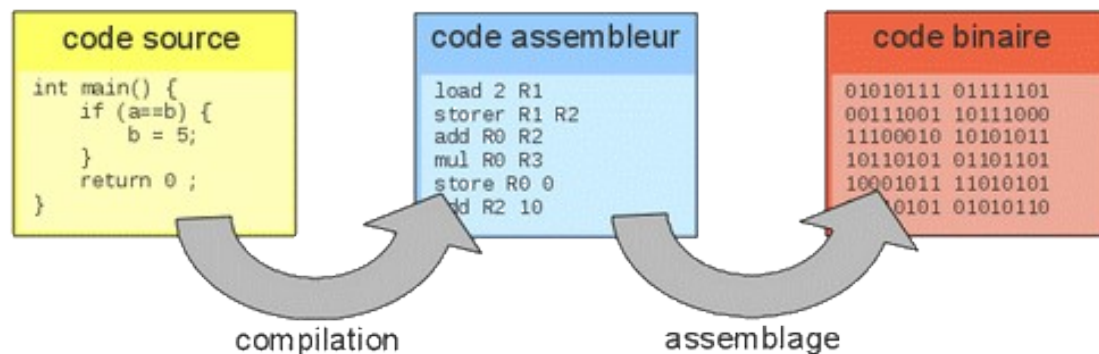 code source
int main() {
if (a==b) {
b = 5;
}
return 0 ;
}
code assembleur
load 2 R1
storer R1 R2
add R0 R2
mul R0 R3
store R0 0
dd R2 10
code binaire
01010111 01111101
00111001 10111000
11100010 10101011
10110101 01101101
10001011 11010101
10101 01010110
compilation
assemblage